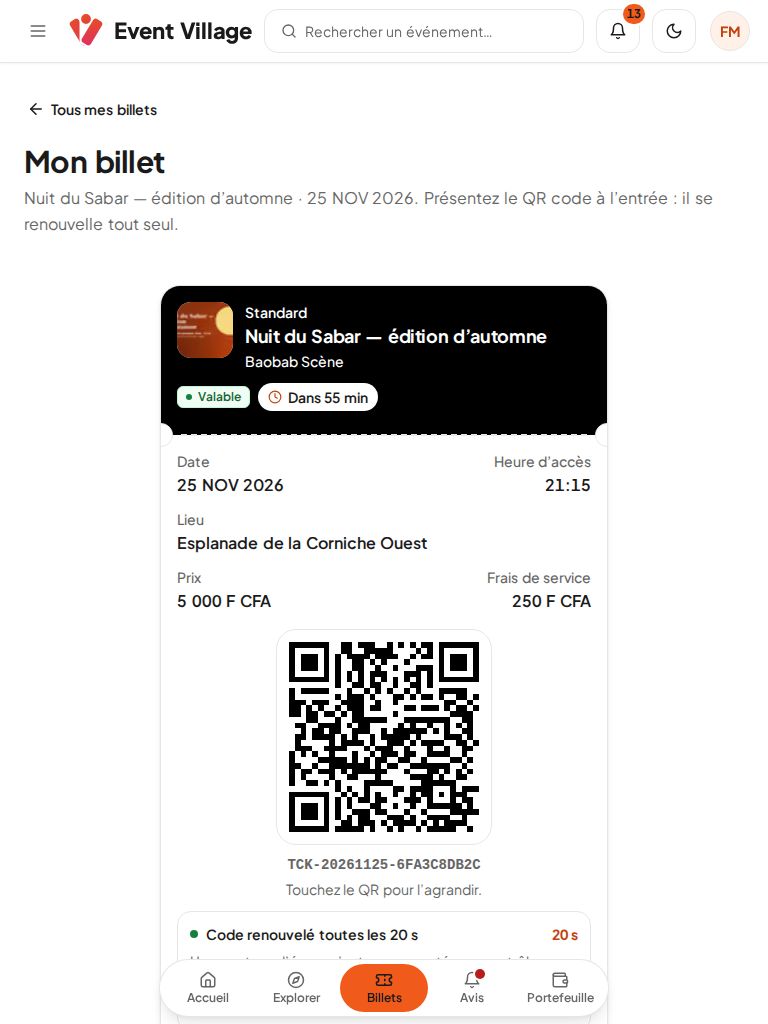 Event Village
Rechercher un événement…
13
FM
Tous mes billets
Mon billet
Nuit du Sabar — édition d’automne · 25 NOV 2026. Présentez le QR code à l’entrée : il se
renouvelle tout seul.
Standard
Nuit du Sabar — édition d’automne
Baobab Scène
Valable
Dans 55 min
Date
Heure d’accès
25 NOV 2026
21:15
Lieu
Esplanade de la Corniche Ouest
Prix
Frais de service
5 000 F CFA
250 F CFA
TCK-20261125-6FA3C8DB2C
Touchez le QR pour l’agrandir.
Code renouvelé toutes les 20 s
20 s
Accueil
Explorer
Billets
Avis
Portefeuille